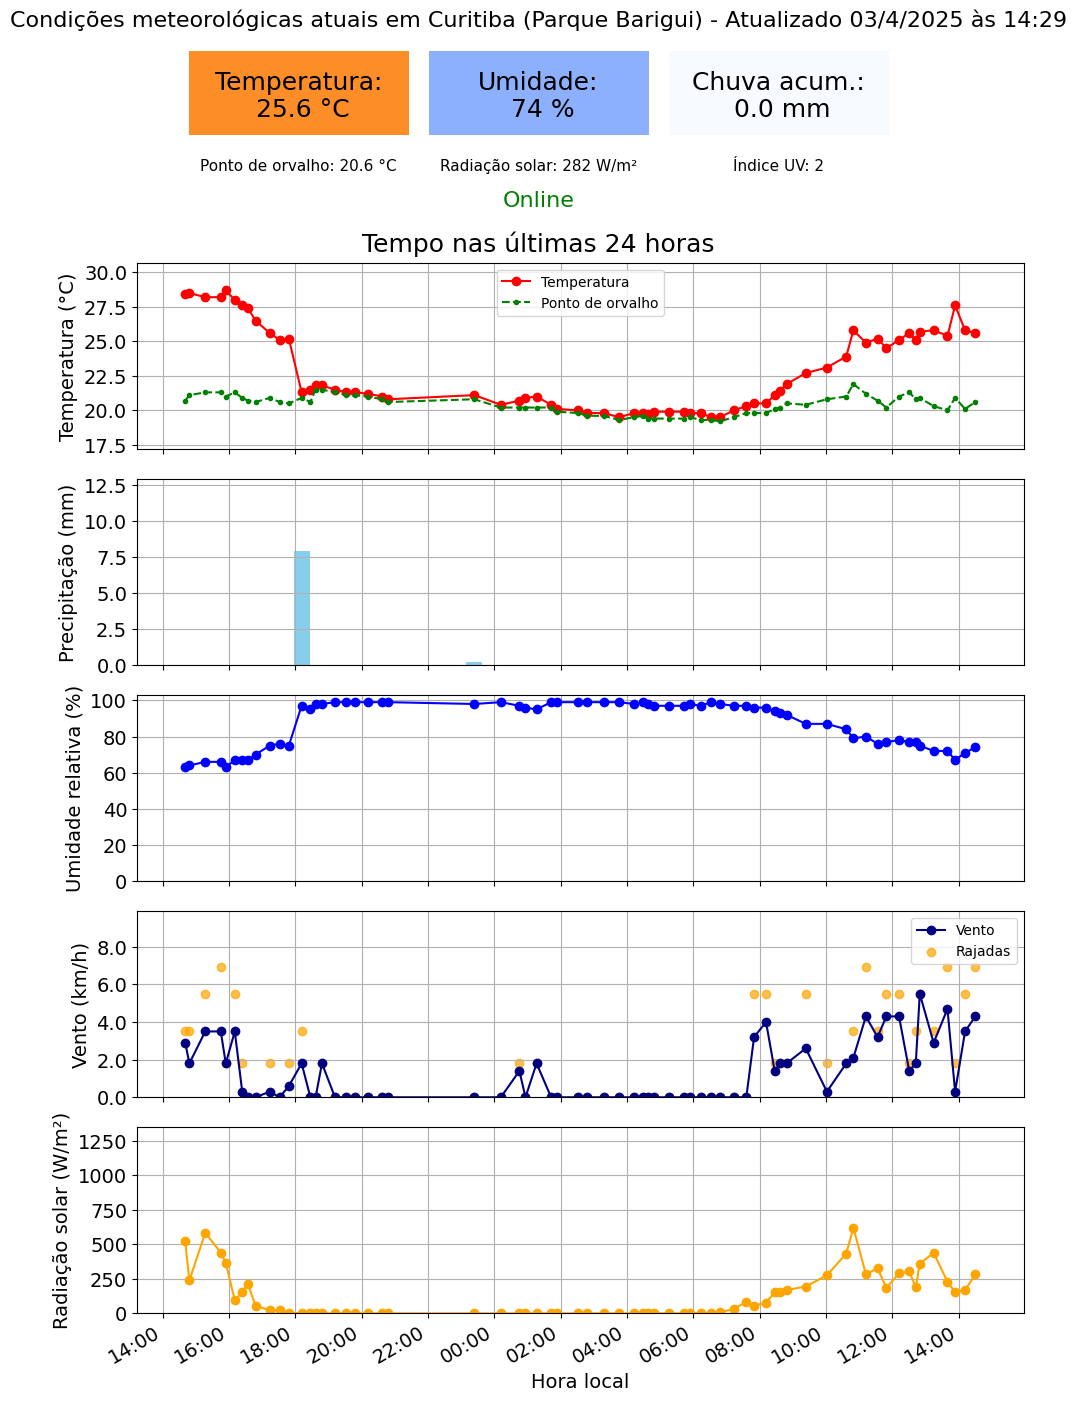 Condições meteorológicas atuais em Curitiba (Parque Barigui) - Atualizado 03/4/2025 às 14:29
Temperatura:
25.6 °C
Umidade:
74 %
Chuva acum.:
0.0 mm
Ponto de orvalho: 20.6 °C
Radiação solar: 282 W/m²
Índice UV: 2
Online
Tempo nas últimas 24 horas
Temperatura (°C)
30.0
27.5
25.0
22.5
20.0
17.5
Temperatura
Ponto de orvalho
Precipitação (mm)
12.5
10.0
7.5
5.0
2.5
0.0
Umidade relativa (%)
100
80
60
40
20
0
Vento (km/h)
8.0
6.0
4.0
2.0
0.0
Vento
Rajadas
Radiação solar (W/m²)
1250
1000
750
500
250
0
14:00
16:00
18:00
20:00
22:00
00:00
02:00
04:00
06:00
08:00
10:00
12:00
14:00
Hora local